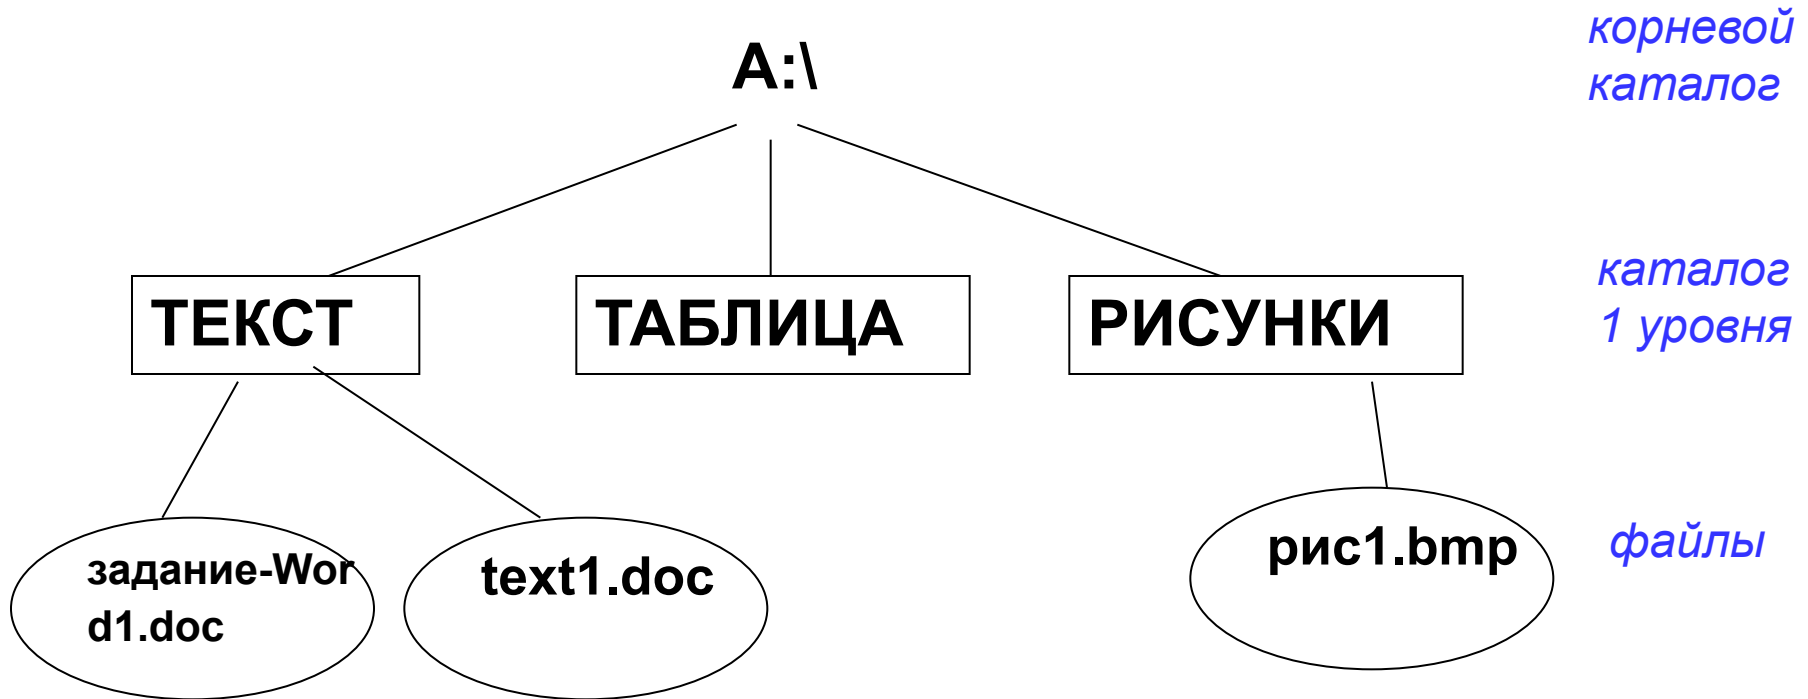 корневой
каталог
A:\
каталог
1 уровня
ТЕКСТ
ТАБЛИЦА
РИСУНКИ
файлы
задание-Wor
d1.doc
text1.doc
рис1.bmp